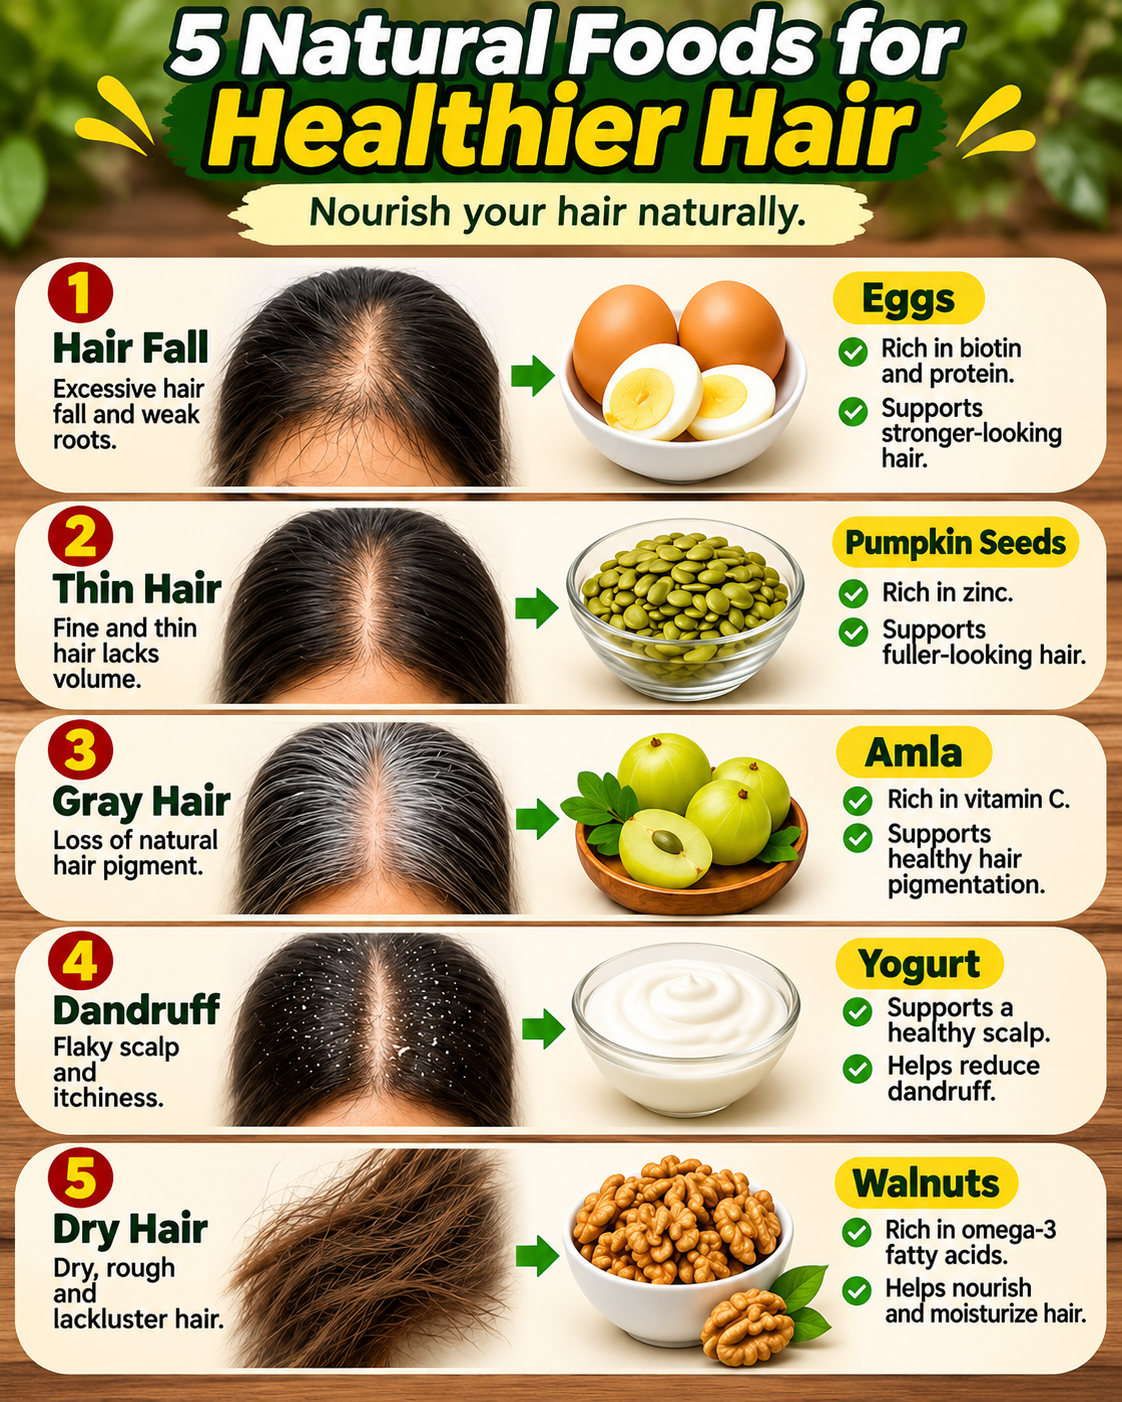 5 Natural Foods for
Healthier Hair
Nourish your hair naturally.
1
Hair Fall
Excessive hair
fall and weak
roots.
Eggs
Rich in biotin
and protein.
Supports
stronger-looking
hair.
2
Thin Hair
Fine and thin
hair lacks
volume.
Pumpkin Seeds
Rich in zinc.
Supports
fuller-looking hair.
3
Gray Hair
Loss of natural
hair pigment.
Amla
Rich in vitamin C.
Supports
healthy hair
pigmentation.
4
Dandruff
Flaky scalp
and
itchiness.
Yogurt
Supports a
healthy scalp.
Helps reduce
dandruff.
5
Dry Hair
Dry, rough
and
lackluster hair.
Walnuts
Rich in omega-3
fatty acids.
Helps nourish
and moisturize hair.